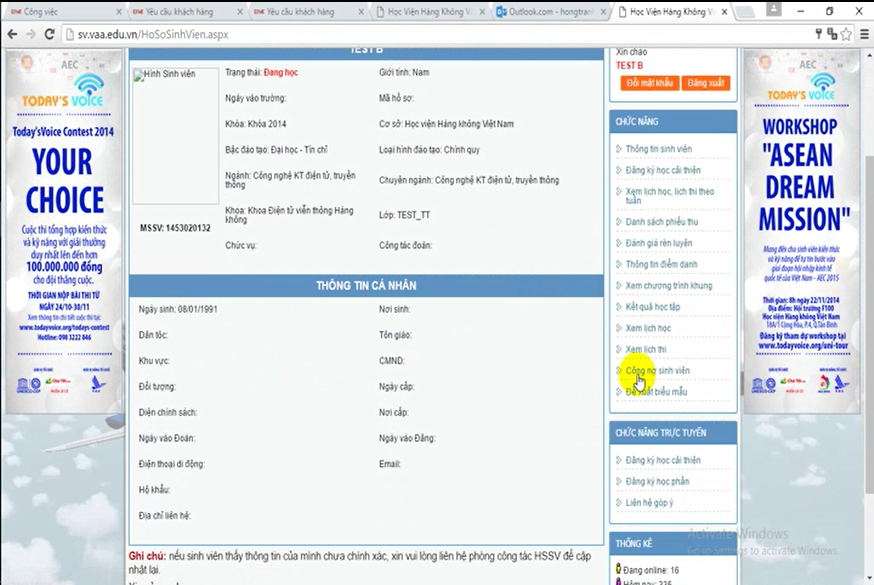 Công việc
Yêu cầu khách hàng
Yêu cầu khách hàng
Học Viện Hàng Không Vi
Outlook.com - hongtran
Học Viện Hàng Không Vi
sv.vaa.edu.vn/HoSoSinhVien.aspx
AEC
TODAY'S VOICE
Today'sVoice Contest 2014
YOUR
CHOICE
Cuộc thi tổng hợp kiến thức
và kỹ năng với giải thưởng
duy nhất lên đến hơn
100.000.000 đồng
cho đội thắng cuộc.
THỜI GIAN NỘP BÀI THI TỪ
NGÀY 24/10-30/11
Xem thông tin chi tiết cuộc thi tại:
www.todayvoice.org/todays-contest
Hotline: 098 3222 846
TEST B
Hình Sinh viên
MSSV: 1453020132
Trạng thái: Đang học
Giới tính: Nam
Ngày vào trường:
Mã hồ sơ:
Khóa: Khóa 2014
Cơ sở: Học viện Hàng không Việt Nam
Bậc đào tạo: Đại học - Tín chỉ
Loại hình đào tạo: Chính quy
Ngành: Công nghệ KT điện tử, truyền
thông
Chuyên ngành: Công nghệ KT điện tử, truyền thông
Khoa: Khoa Điện tử viễn thông Hàng
không
Lớp: TEST_TT
Chức vụ:
Công tác đoàn:
THÔNG TIN CÁ NHÂN
Ngày sinh: 08/01/1991
Nơi sinh:
Dân tộc:
Tôn giáo:
Khu vực:
CMND:
Đối tượng:
Ngày cấp:
Diện chính sách:
Nơi cấp:
Ngày vào Đoàn:
Ngày vào Đảng:
Điện thoại di động:
Email:
Hộ khẩu:
Địa chỉ liên hệ:
Ghi chú: nếu sinh viên thấy thông tin của mình chưa chính xác, xin vui lòng liên hệ phòng công tác HSSV để cập
nhật lại.
Xin chào
TEST B
Đổi mật khẩu
Đăng xuất
CHỨC NĂNG
Thông tin sinh viên
Đăng ký học cải thiện
Xem lịch học, lịch thi theo
tuần
Danh sách phiếu thu
Đánh giá rèn luyện
Thông tin điểm danh
Xem chương trình khung
Kết quả học tập
Xem lịch học
Xem lịch thi
Công nợ sinh viên
Đề xuất biểu mẫu
CHỨC NĂNG TRỰC TUYẾN
Đăng ký học cải thiện
Đăng ký học phần
Liên hệ góp ý
THỐNG KÊ
Đang online: 16
Hôm nay: 336
AEC
TODAY'S VOICE
WORKSHOP
"ASEAN
DREAM
MISSION"
Mang đến cho sinh viên kiến thức
và kỹ năng để tự tin bước vào
giai đoạn hội nhập kinh tế
quốc tế của Việt Nam - AEC 2015
Thời gian: 8h ngày 22/11/2014
Địa điểm: Hội trường F100
Học viện Hàng không Việt Nam
18A/1 Cộng Hòa, P.4, Q.Tân Bình
Đăng ký tham dự workshop tại
www.todayvoice.org/uni-tour
Activate Windows
Go to Settings to activate Windows.